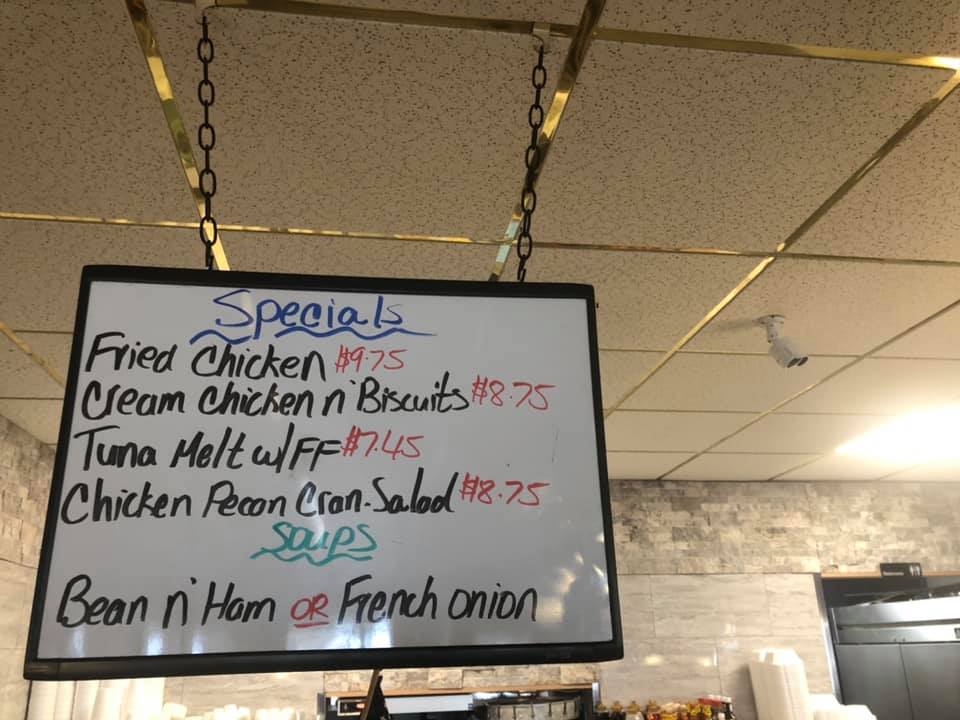 Specials
Fried Chicken $9.75
Cream Chicken n' Biscuits $8.75
Tuna Melt w/FF $7.45
Chicken Pecan Cran-Salad $8.75
Soups
Bean n' Ham OR French onion